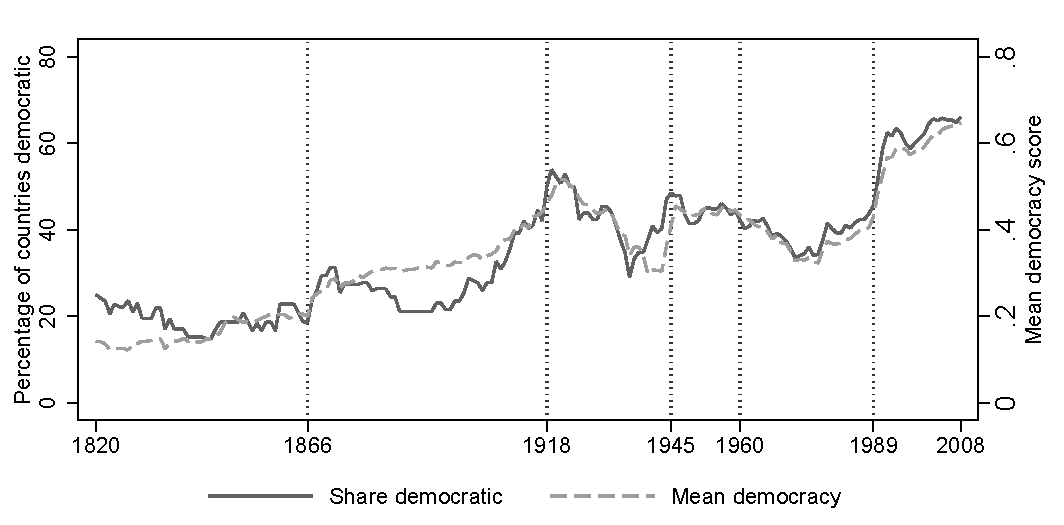 Percentage of countries democratic
80
60
40
20
0
.8
.6
.4
.2
0
Mean democracy score
1820 1866 1918 1945 1960 1989 2008
Share democratic Mean democracy